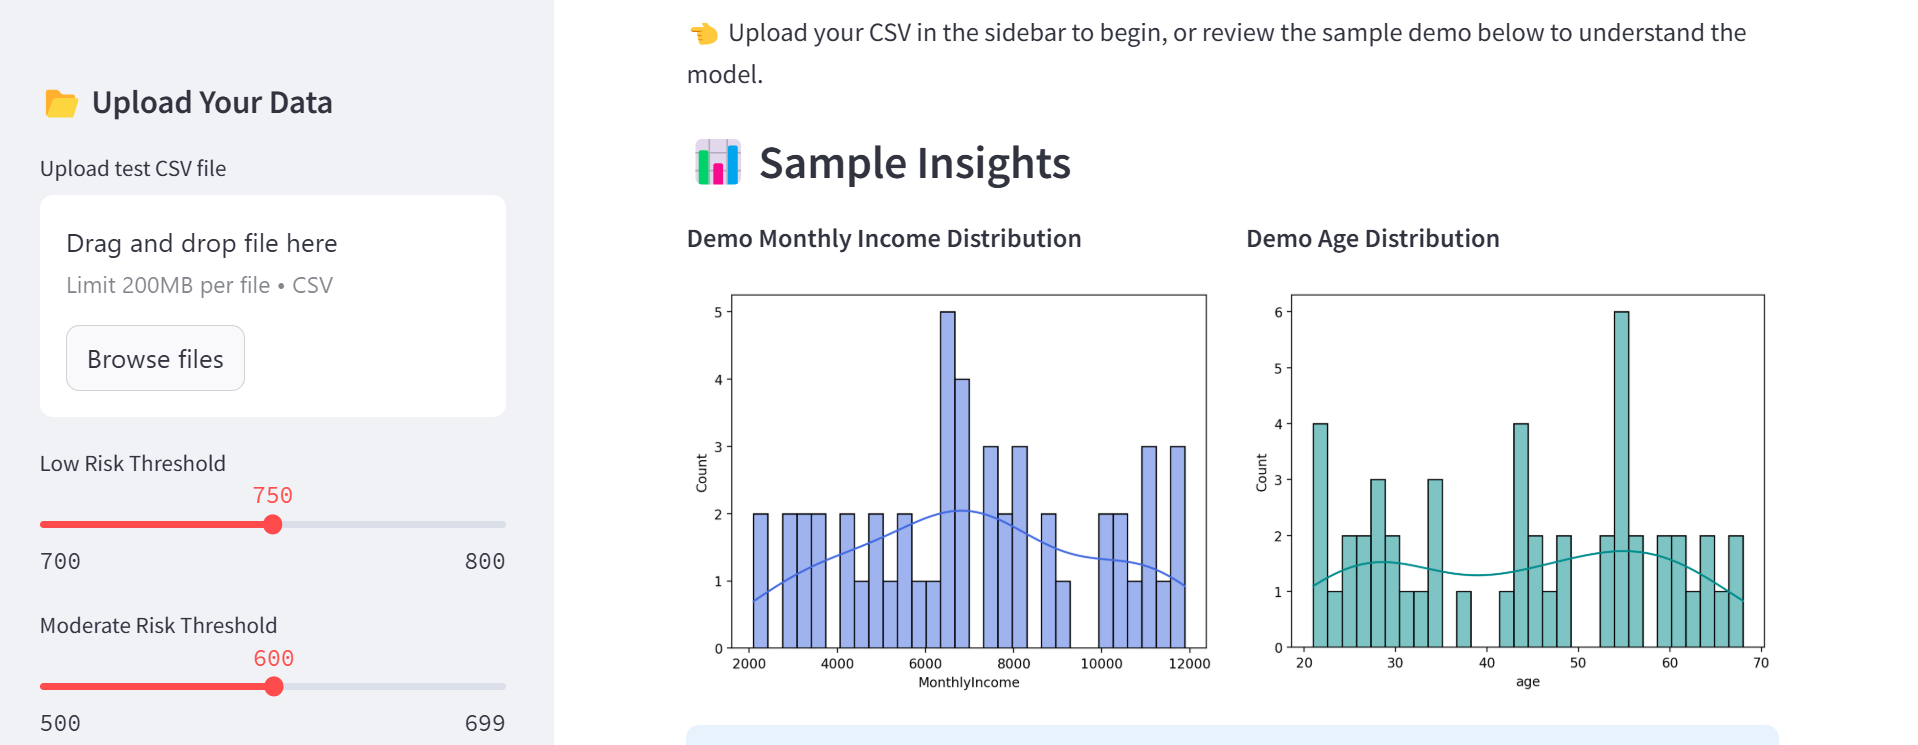 Upload Your Data
Upload test CSV file
Drag and drop file here
Limit 200MB per file • CSV
Browse files
Low Risk Threshold
750
700 800
Moderate Risk Threshold
600
500 699
👈 Upload your CSV in the sidebar to begin, or review the sample demo below to understand the
model.
Sample Insights
Demo Monthly Income Distribution
5
4
3
2
1
0
Count
2000 4000 6000 8000 10000 12000
MonthlyIncome
Demo Age Distribution
6
5
4
3
2
1
0
Count
20 30 40 50 60 70
age